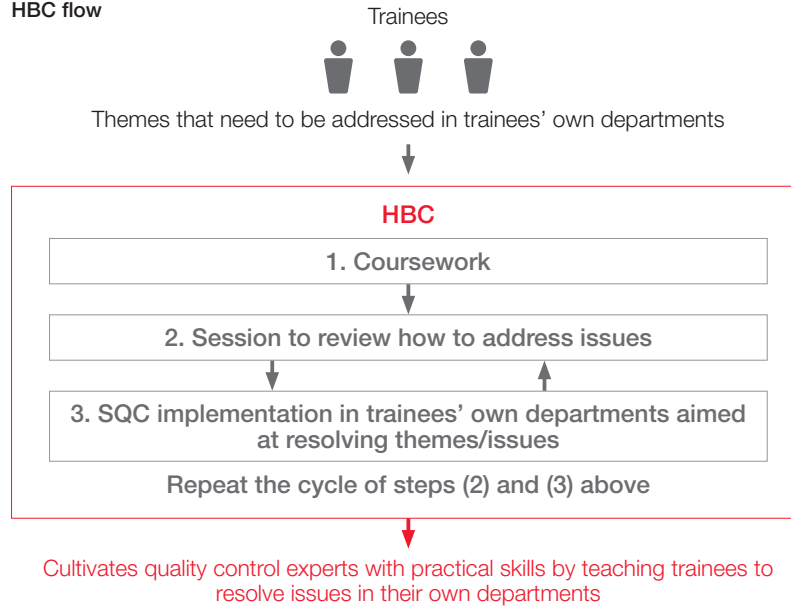 HBC flow
Trainees
Themes that need to be addressed in trainees’ own departments
HBC
1. Coursework
2. Session to review how to address issues
3. SQC implementation in trainees’ own departments aimed
at resolving themes/issues
Repeat the cycle of steps (2) and (3) above
Cultivates quality control experts with practical skills by teaching trainees to
resolve issues in their own departments